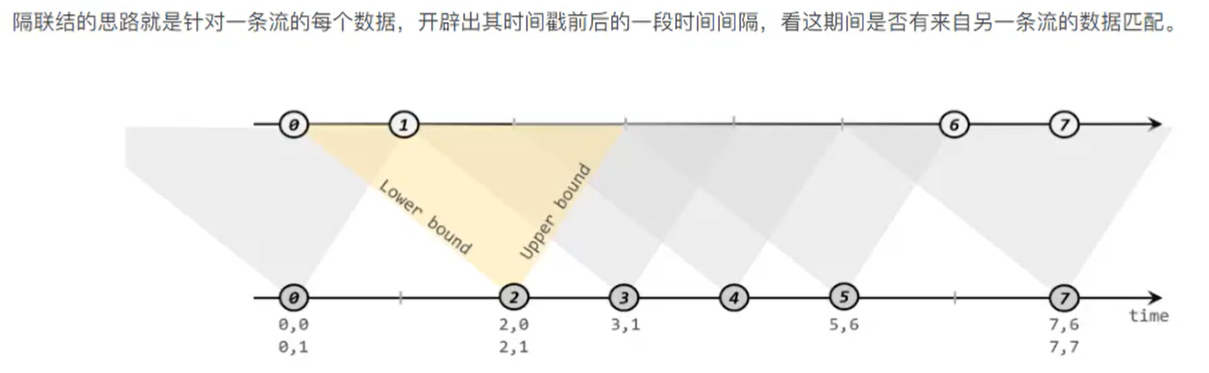 隔联结的思路就是针对一条流的每个数据，开辟出其时间戳前后的一段时间间隔，看这期间是否有来自另一条流的数据匹配。
0 1 6 7
Lower bound
Upper bound
0 2 3 4 5 7
time
0,0 2,0 3,1 5,6 7,6
0,1 2,1 7,7